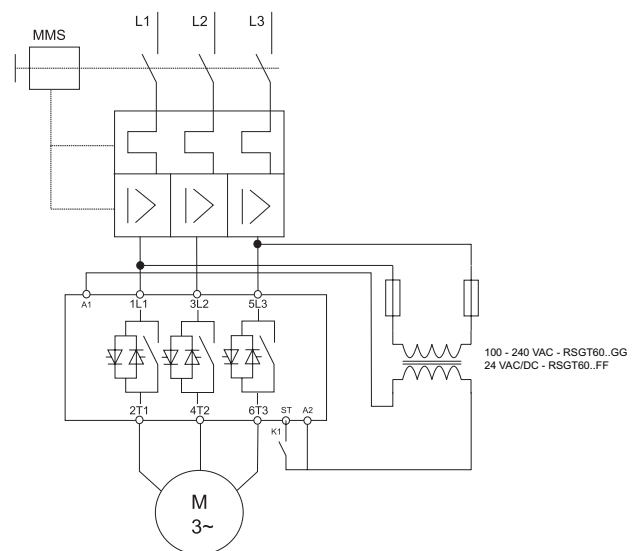 L1 L2 L3
MMS
A1 1L1 3L2 5L3
100 - 240 VAC - RSGT60..GG
24 VAC/DC - RSGT60..FF
2T1 4T2 6T3 ST A2
K1
M
3~